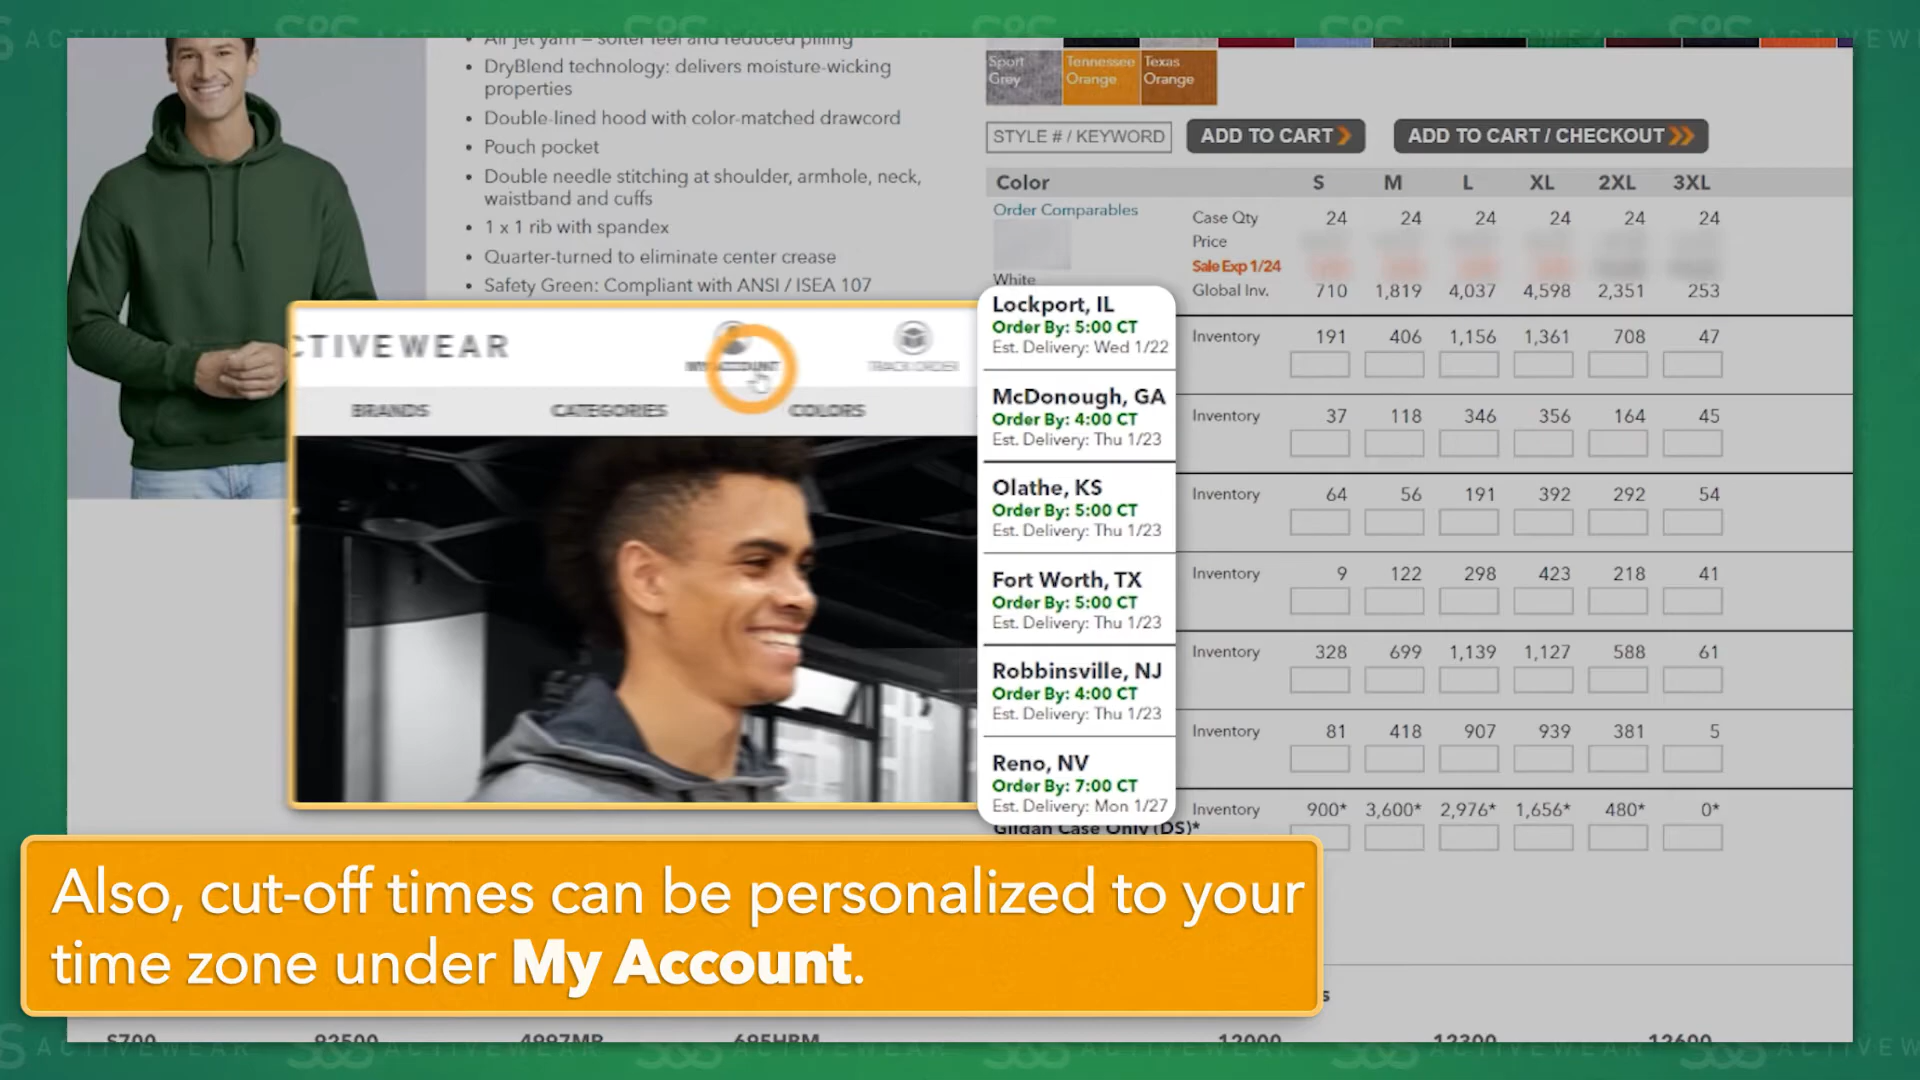 Air jet yarn – softer feel and reduced pilling
DryBlend technology: delivers moisture-wicking
properties
Double-lined hood with color-matched drawcord
Pouch pocket
Double needle stitching at shoulder, armhole, neck,
waistband and cuffs
1 x 1 rib with spandex
Quarter-turned to eliminate center crease
Safety Green: Compliant with ANSI / ISEA 107
Sport Grey
Tennessee Orange
Texas Orange
STYLE # / KEYWORD ADD TO CART ADD TO CART / CHECKOUT
Color S M L XL 2XL 3XL
Order Comparables
White
Case Qty 24 24 24 24 24 24
Price
Sale Exp 1/24
Global Inv. 710 1,819 4,037 4,598 2,351 253
Lockport, IL
Order By: 5:00 CT
Est. Delivery: Wed 1/22
Inventory 191 406 1,156 1,361 708 47
McDonough, GA
Order By: 4:00 CT
Est. Delivery: Thu 1/23
Inventory 37 118 346 356 164 45
Olathe, KS
Order By: 5:00 CT
Est. Delivery: Thu 1/23
Inventory 64 56 191 392 292 54
Fort Worth, TX
Order By: 5:00 CT
Est. Delivery: Thu 1/23
Inventory 9 122 298 423 218 41
Robbinsville, NJ
Order By: 4:00 CT
Est. Delivery: Thu 1/23
Inventory 328 699 1,139 1,127 588 61
Reno, NV
Order By: 7:00 CT
Est. Delivery: Mon 1/27
Inventory 81 418 907 939 381 5
Gildan Case Only (DS)*
Inventory 900* 3,600* 2,976* 1,656* 480* 0*
CTIVEWEAR
MY ACCOUNT TRACK ORDER
BRANDS CATEGORIES COLORS
Also, cut-off times can be personalized to your
time zone under My Account.
s
S700 92500 4997MR 695HBM 12000 12300 12600
ACTIVEWEAR